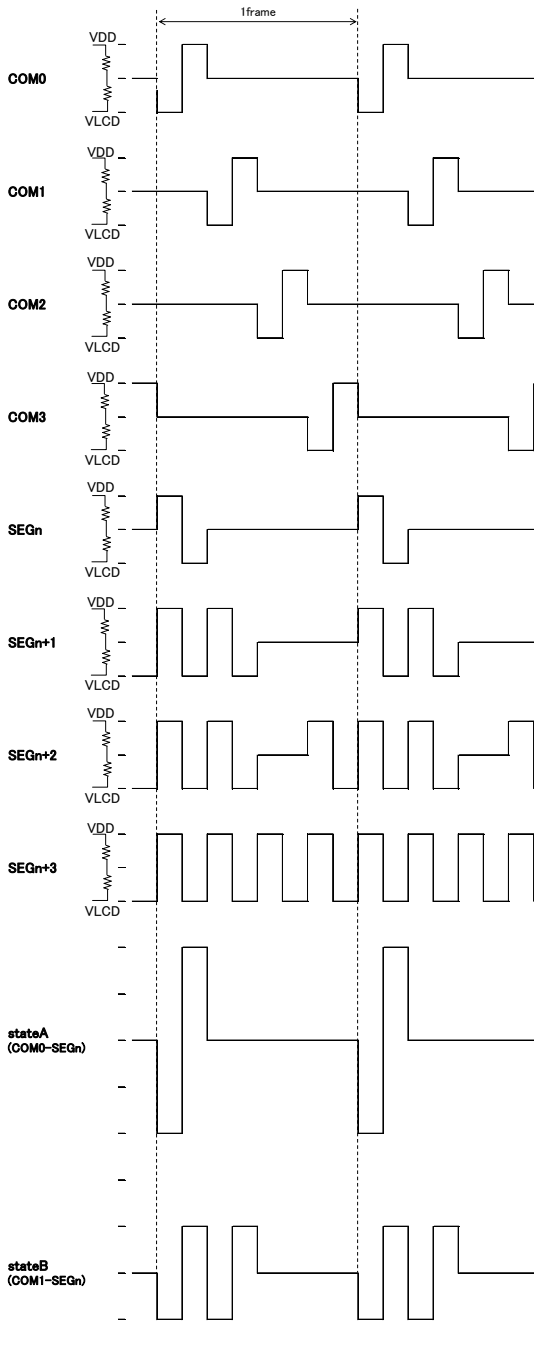 1frame
VDD
COM0
VLCD
VDD
COM1
VLCD
VDD
COM2
VLCD
VDD
COM3
VLCD
VDD
SEGn
VLCD
VDD
SEGn+1
VLCD
VDD
SEGn+2
VLCD
VDD
SEGn+3
VLCD
stateA
(COM0-SEGn)
stateB
(COM1-SEGn)